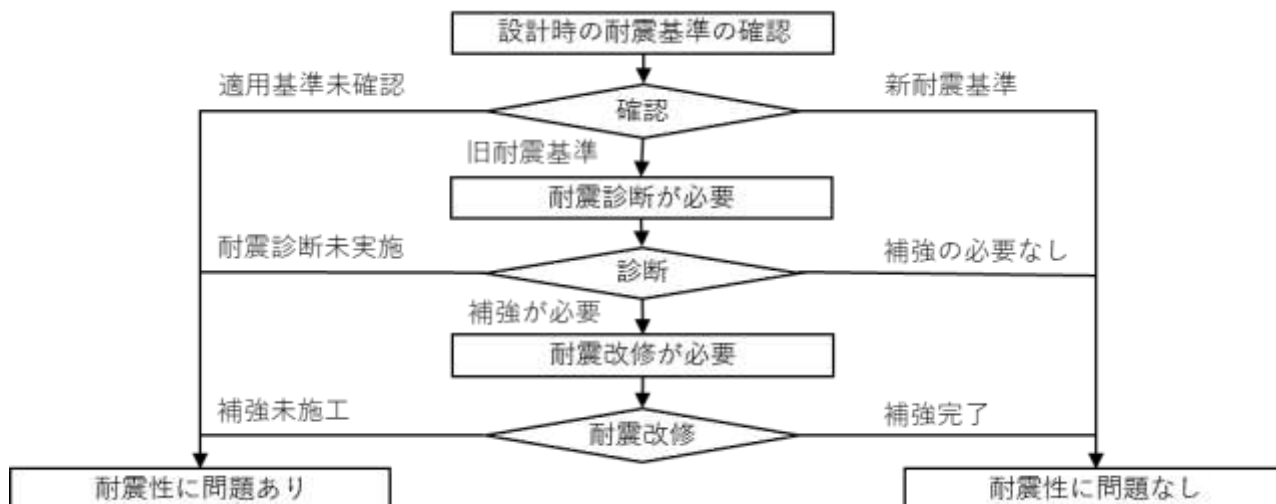 設計時の耐震基準の確認
適用基準未確認
新耐震基準
確認
旧耐震基準
耐震診断が必要
耐震診断未実施
補強の必要なし
診断
補強が必要
耐震改修が必要
補強未施工
補強完了
耐震改修
耐震性に問題あり
耐震性に問題なし